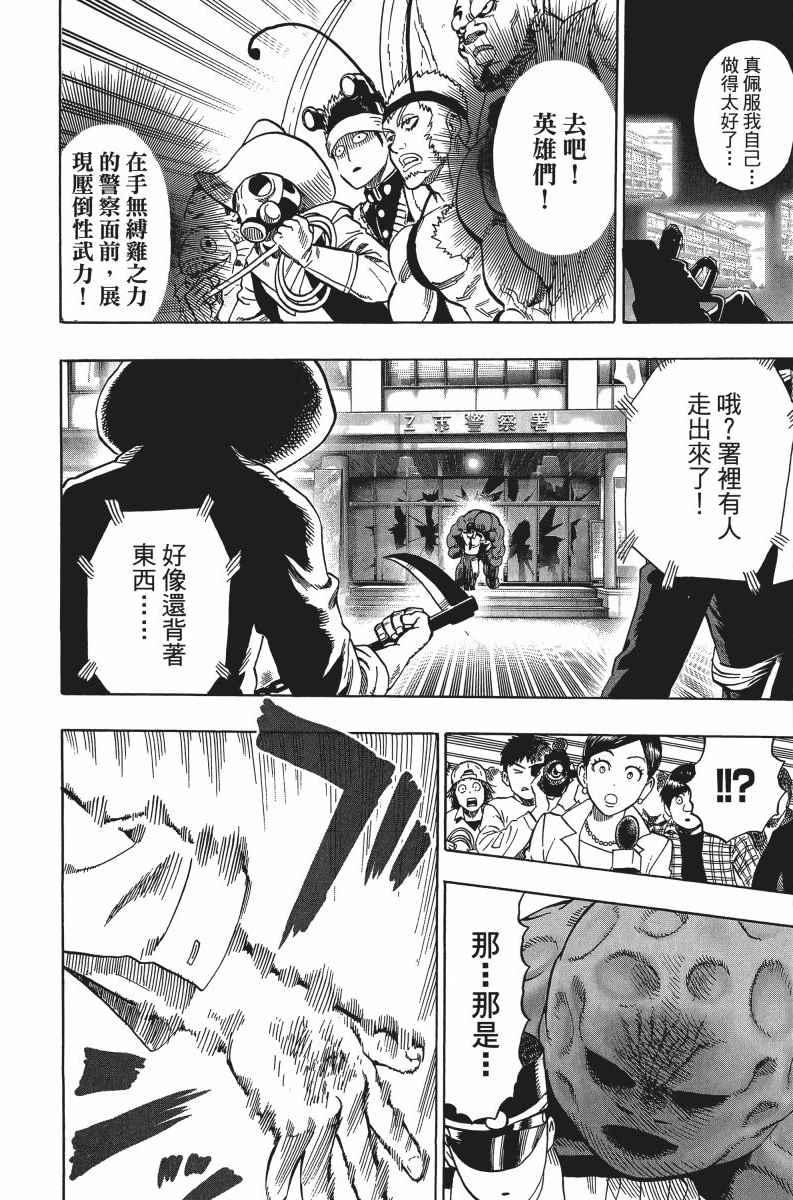 真佩服我自己…
做得太好了…
去吧！
英雄們！
在手無縛雞之力
的警察面前，展
現壓倒性武力！
哦？署裡有人
走出來了！
Z市警察署
好像還背著
東西……
!!?
那…那是…